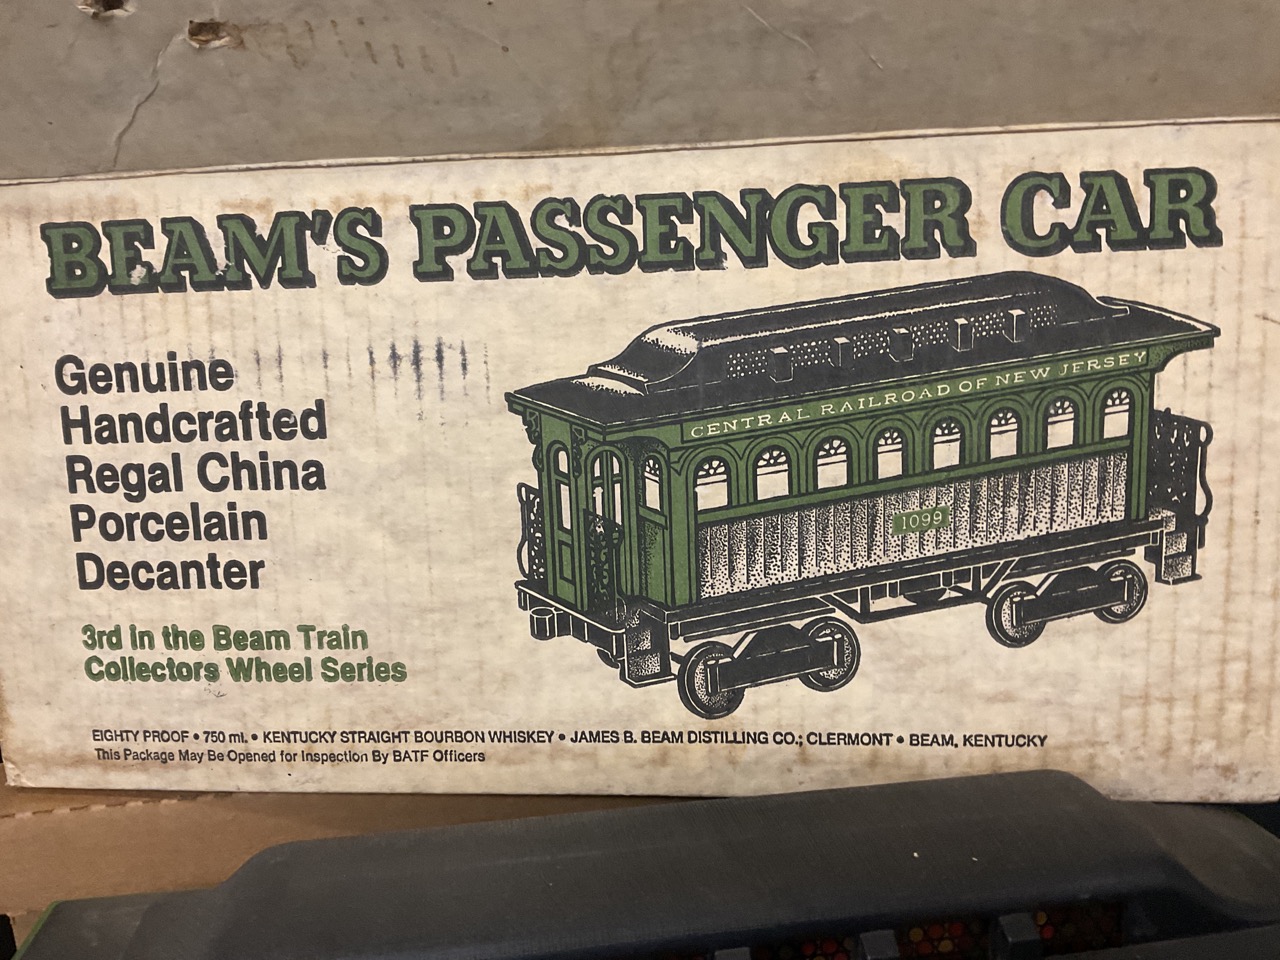 BEAM'S PASSENGER CAR
Genuine
Handcrafted
Regal China
Porcelain
Decanter
3rd in the Beam Train
Collectors Wheel Series
CENTRAL RAILROAD OF NEW JERSEY
1099
EIGHTY PROOF • 750 ml. • KENTUCKY STRAIGHT BOURBON WHISKEY • JAMES B. BEAM DISTILLING CO.; CLERMONT • BEAM, KENTUCKY
This Package May Be Opened for Inspection By BATF Officers